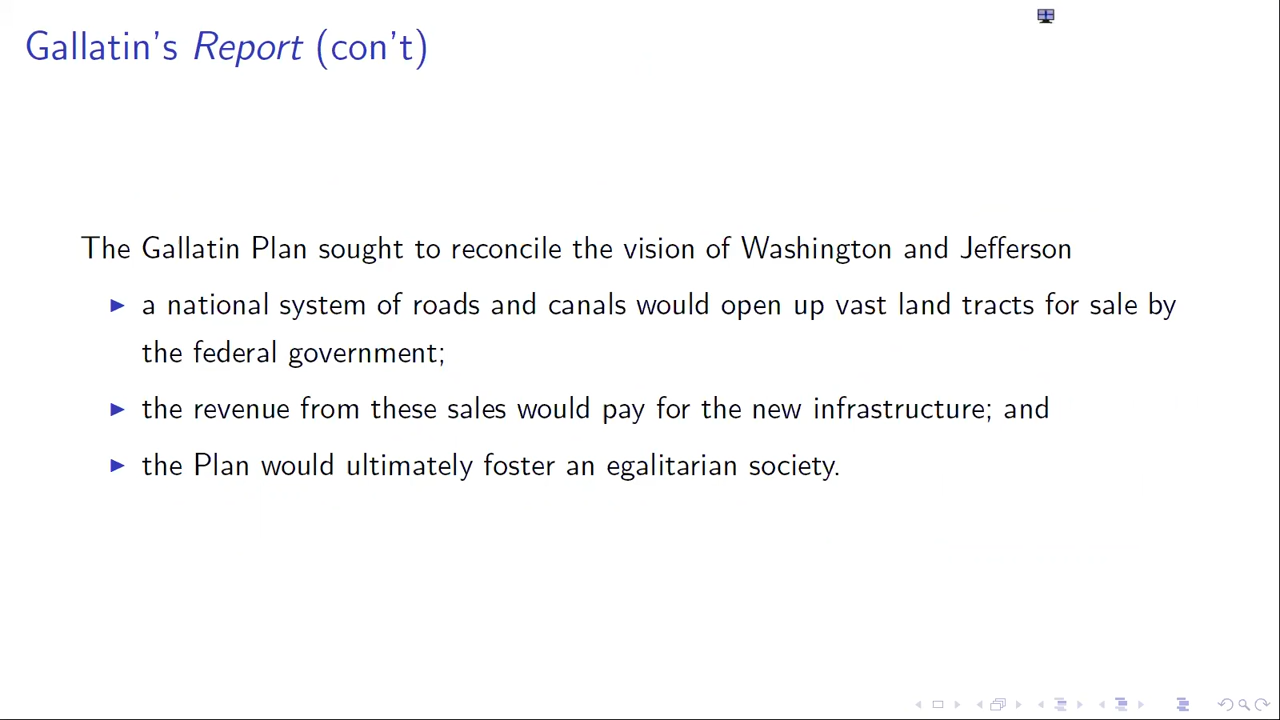 Gallatin's Report (con't)
The Gallatin Plan sought to reconcile the vision of Washington and Jefferson
▶ a national system of roads and canals would open up vast land tracts for sale by
the federal government;
▶ the revenue from these sales would pay for the new infrastructure; and
▶ the Plan would ultimately foster an egalitarian society.